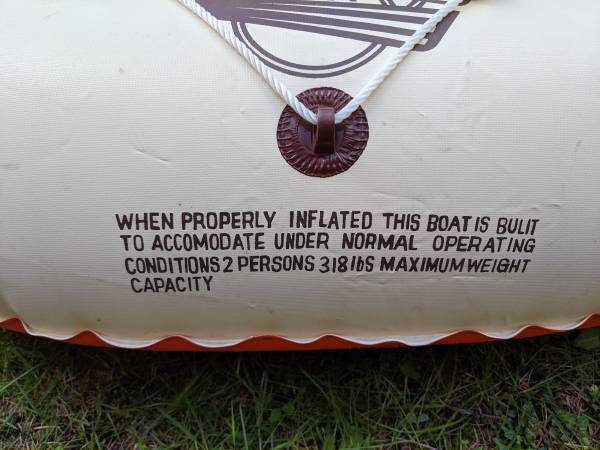 WHEN PROPERLY INFLATED THIS BOAT IS BULIT
TO ACCOMODATE UNDER NORMAL OPERATING
CONDITIONS 2 PERSONS 318 lbS MAXIMUM WEIGHT
CAPACITY